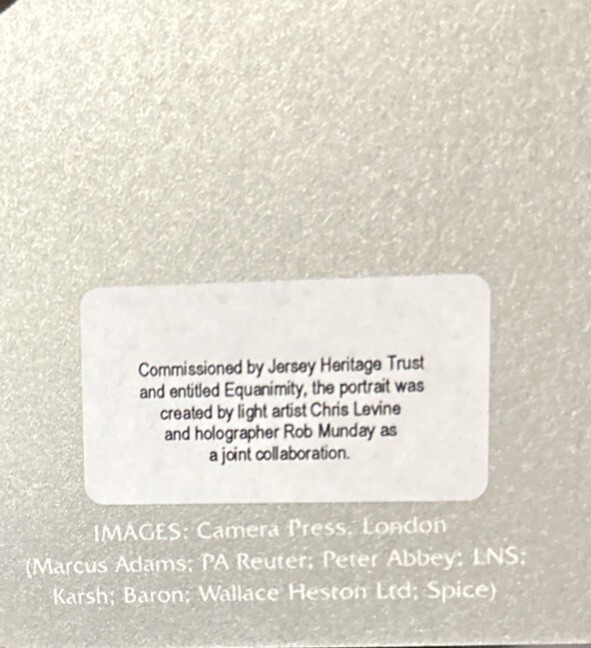 Commissioned by Jersey Heritage Trust
and entitled Equanimity, the portrait was
created by light artist Chris Levine
and holographer Rob Munday as
a joint collaboration.
IMAGES: Camera Press, London
(Marcus Adams; PA Reuter; Peter Abbey; LNS;
Karsh; Baron; Wallace Heston Ltd; Spice)